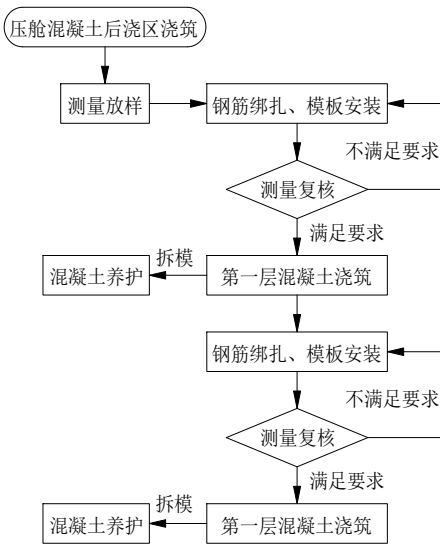 压舱混凝土后浇区浇筑
测量放样
钢筋绑扎、模板安装
不满足要求
测量复核
满足要求
拆模
混凝土养护
第一层混凝土浇筑
钢筋绑扎、模板安装
不满足要求
测量复核
满足要求
拆模
混凝土养护
第一层混凝土浇筑